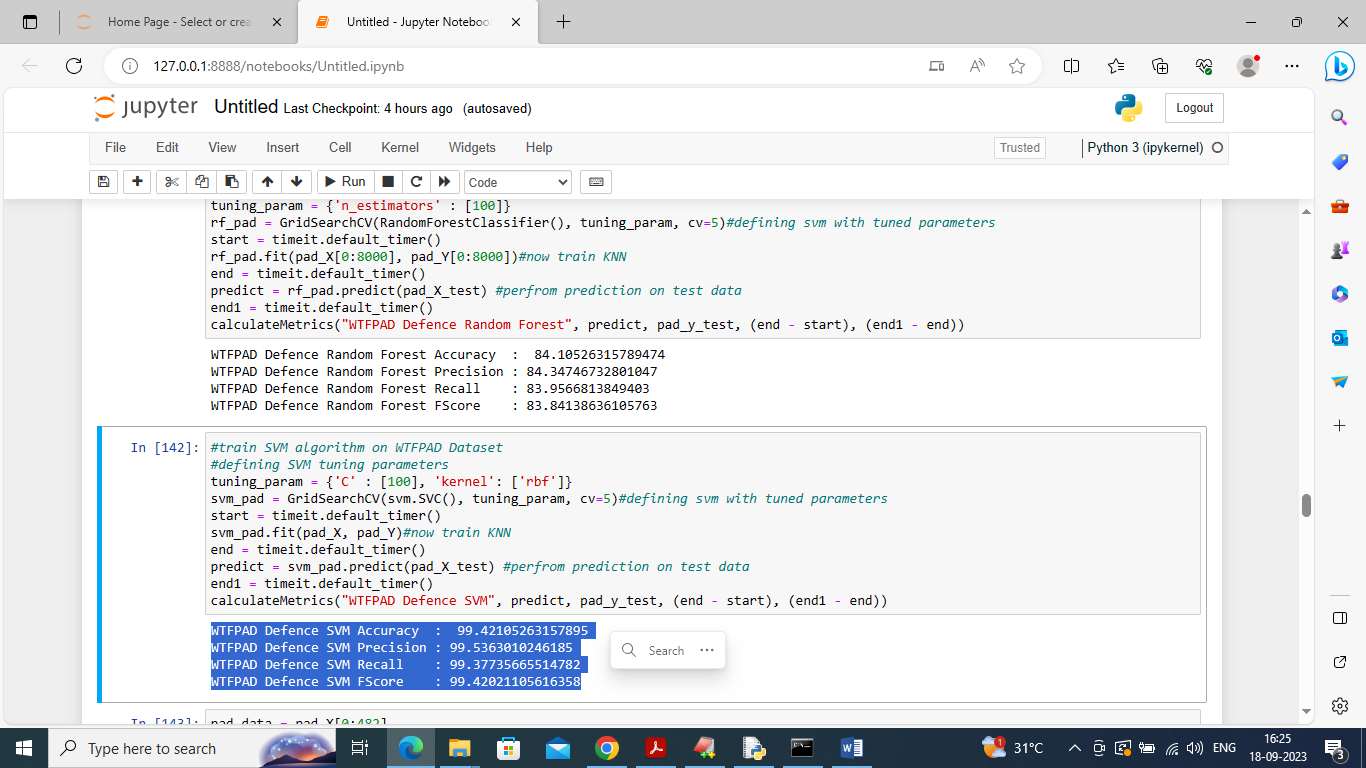 Home Page - Select or crea
Untitled - Jupyter Noteboo
127.0.0.1:8888/notebooks/Untitled.ipynb
jupyter Untitled Last Checkpoint: 4 hours ago (autosaved)
Logout
File Edit View Insert Cell Kernel Widgets Help
Trusted
Python 3 (ipykernel)
Run
Code
tuning_param = {'n_estimators' : [100]}
rf_pad = GridSearchCV(RandomForestClassifier(), tuning_param, cv=5)#defining svm with tuned parameters
start = timeit.default_timer()
rf_pad.fit(pad_X[0:8000], pad_Y[0:8000])#now train KNN
end = timeit.default_timer()
predict = rf_pad.predict(pad_X_test) #perfrom prediction on test data
end1 = timeit.default_timer()
calculateMetrics("WTFPAD Defence Random Forest", predict, pad_y_test, (end - start), (end1 - end))
WTFPAD Defence Random Forest Accuracy  :  84.10526315789474
WTFPAD Defence Random Forest Precision : 84.34746732801047
WTFPAD Defence Random Forest Recall    : 83.9566813849403
WTFPAD Defence Random Forest FScore    : 83.84138636105763
In [142]:
#train SVM algorithm on WTFPAD Dataset
#defining SVM tuning parameters
tuning_param = {'C' : [100], 'kernel': ['rbf']}
svm_pad = GridSearchCV(svm.SVC(), tuning_param, cv=5)#defining svm with tuned parameters
start = timeit.default_timer()
svm_pad.fit(pad_X, pad_Y)#now train KNN
end = timeit.default_timer()
predict = svm_pad.predict(pad_X_test) #perfrom prediction on test data
end1 = timeit.default_timer()
calculateMetrics("WTFPAD Defence SVM", predict, pad_y_test, (end - start), (end1 - end))
WTFPAD Defence SVM Accuracy  :  99.42105263157895
WTFPAD Defence SVM Precision : 99.5363010246185
WTFPAD Defence SVM Recall    : 99.37735665514782
WTFPAD Defence SVM FScore    : 99.42021105616358
Search
In [143]: pad_data = pad_X[0:482]
Type here to search
1
31°C
ENG
16:25
18-09-2023
3